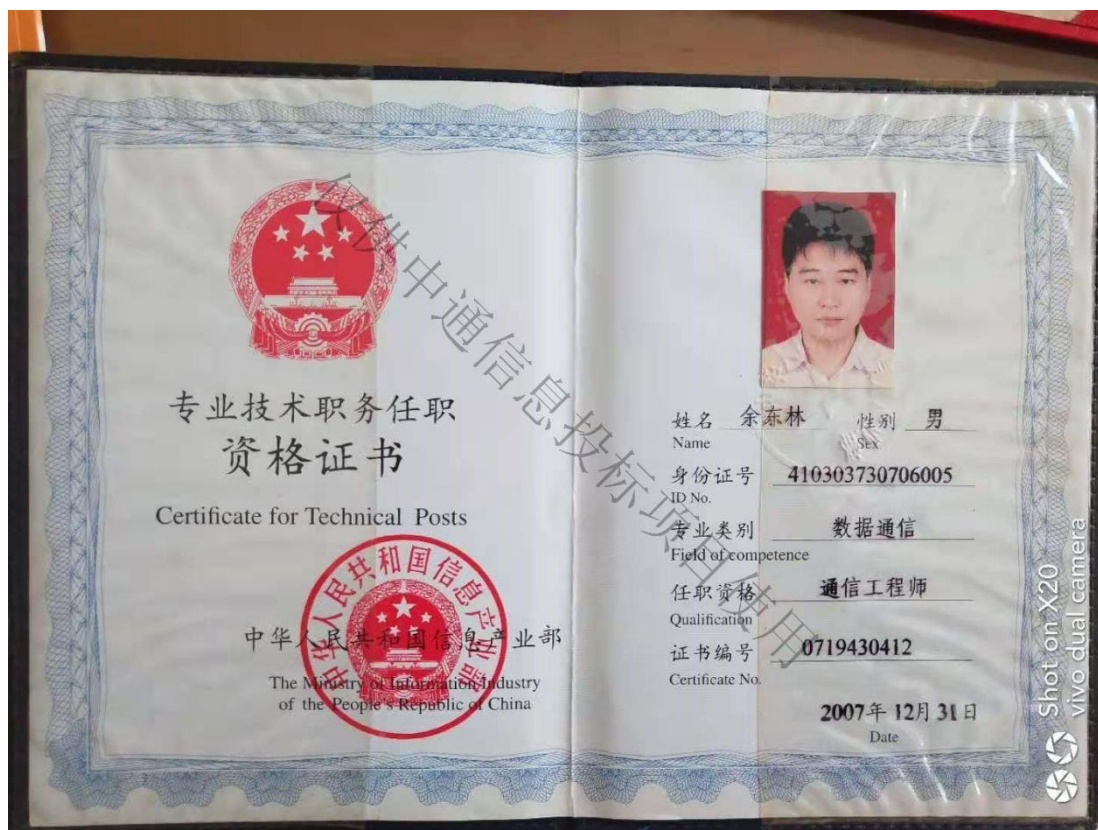 专业技术职务任职
资格证书
Certificate for Technical Posts
中华人民共和国信息产业部
The Ministry of Information Industry
of the People's Republic of China
中华人民共和国信息产业部
姓名 余东林 性别 男
Name Sex
身份证号 410303730706005
ID No.
专业类别 数据通信
Field of competence
任职资格 通信工程师
Qualification
证书编号 0719430412
Certificate No.
2007年 12月 31日
Date
仅供中通信息投标项目使用
Shot on X20
vivo dual camera